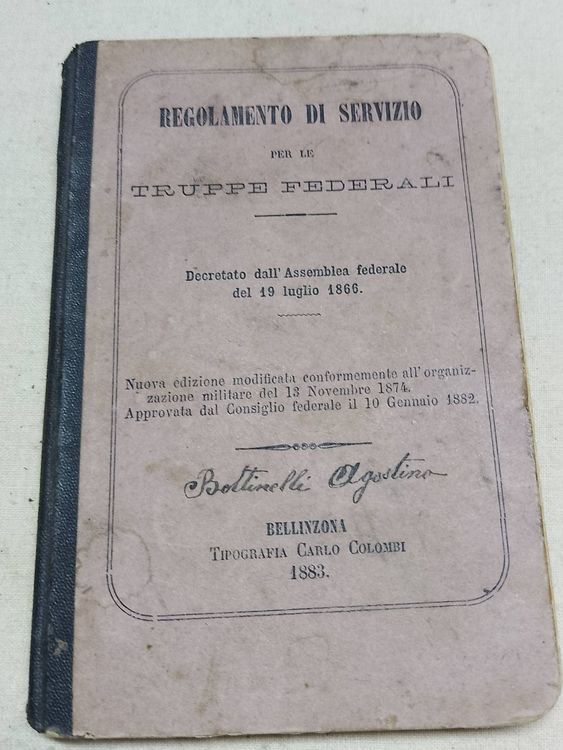 REGOLAMENTO DI SERVIZIO
PER LE
TRUPPE FEDERALI
Decretato dall' Assemblea federale
del 19 luglio 1866.
Nuova edizione modificata conformemente all' organiz-
zazione militare del 13 Novembre 1874.
Approvata dal Consiglio federale il 10 Gennaio 1882.
Bottinelli Agostino
BELLINZONA
TIPOGRAFIA CARLO COLOMBI
1883.